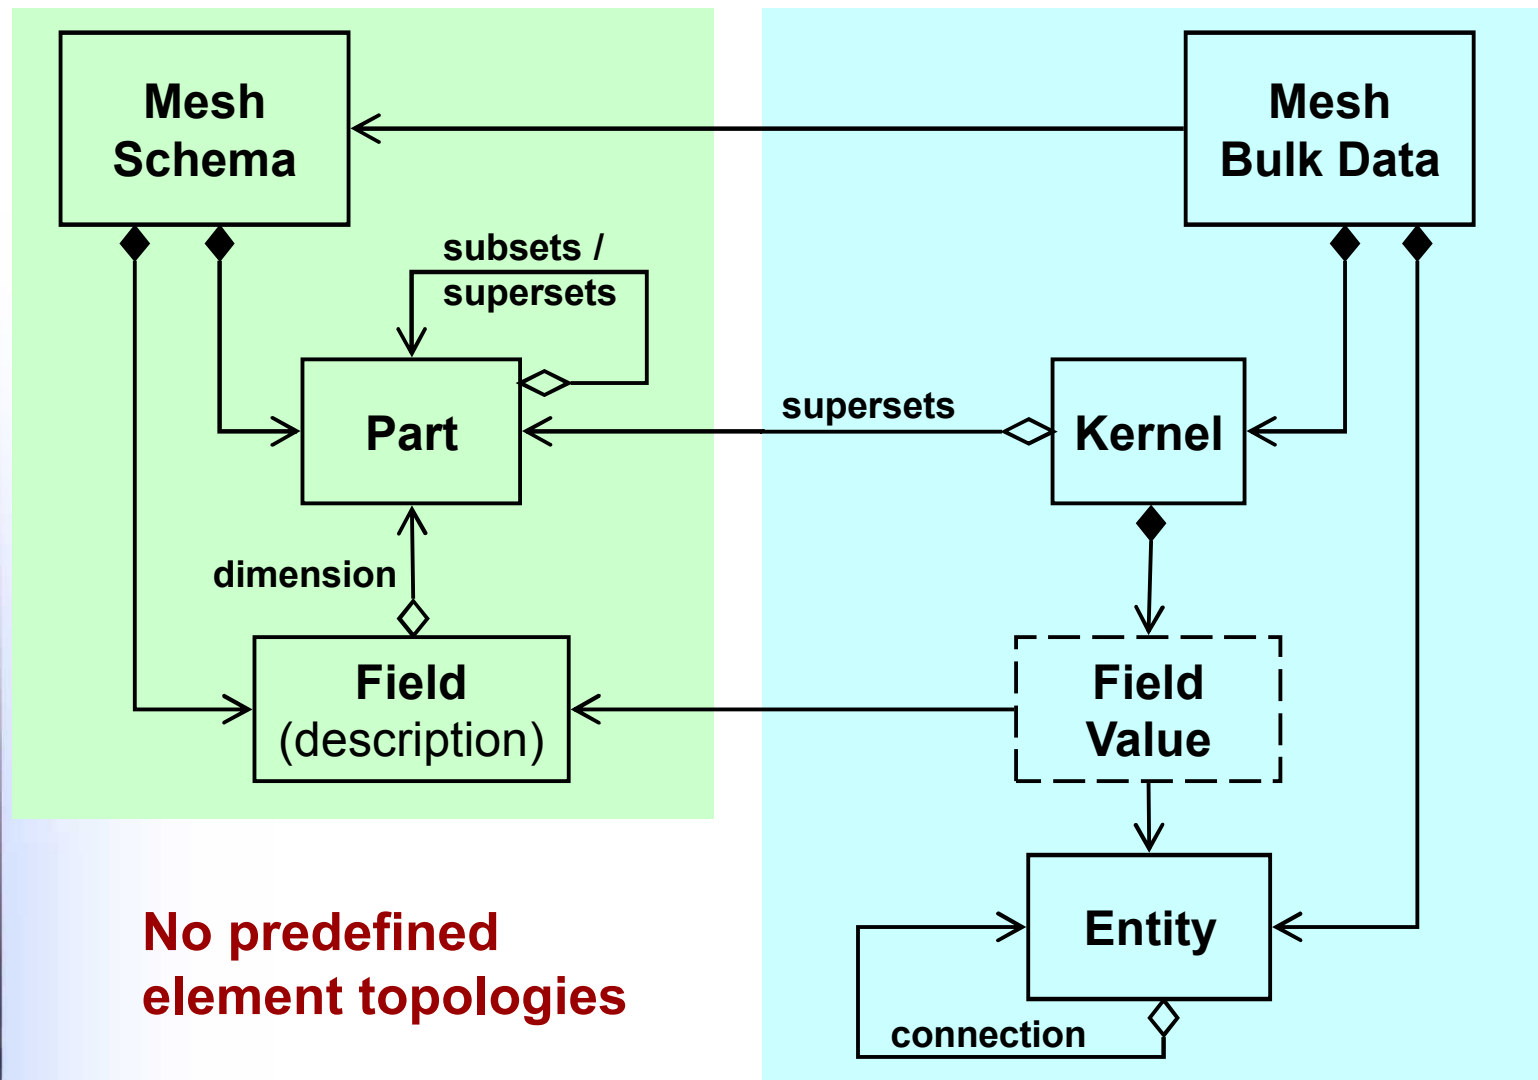 Mesh
Schema
Mesh
Bulk Data
subsets /
supersets
Part
supersets
Kernel
dimension
Field
(description)
Field
Value
No predefined
element topologies
Entity
connection